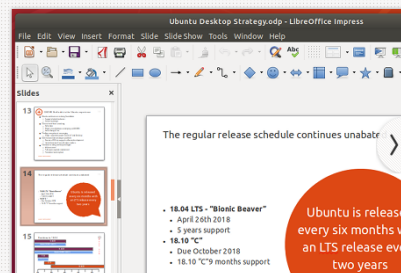 Ubuntu Desktop Strategy.odp - LibreOffice Impress
File Edit View Insert Format Slide Slide Show Tools Window Help
Slides
13
14
15
The regular release schedule continues unabate
• 18.04 LTS - "Bionic Beaver"
• April 26th 2018
• 5 years support
• 18.10 "C"
• Due October 2018
• 18.10 "C"9 months support
Ubuntu is release
every six months w
an LTS release eve
two years